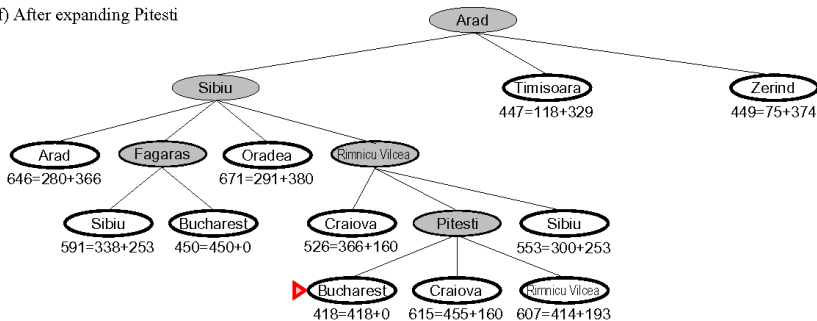 f) After expanding Pitesti
Arad
Sibiu
Timisoara
Zerind
447=118+329
449=75+374
Arad
Fagaras
Oradea
Rimnicu Vilcea
646=280+366
671=291+380
Sibiu
Bucharest
Craiova
Pitesti
Sibiu
591=338+253
450=450+0
526=366+160
553=300+253
Bucharest
Craiova
Rimnicu Vilcea
418=418+0
615=455+160
607=414+193